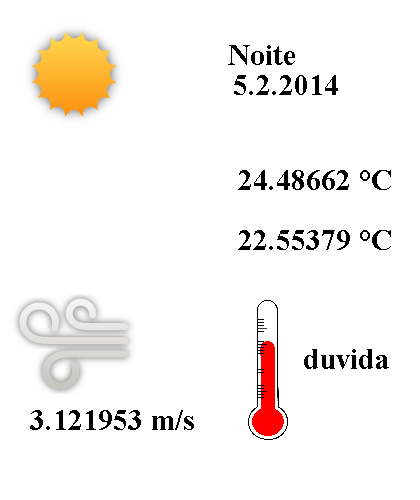 Noite
5.2.2014
24.48662 °C
22.55379 °C
duvida
3.121953 m/s